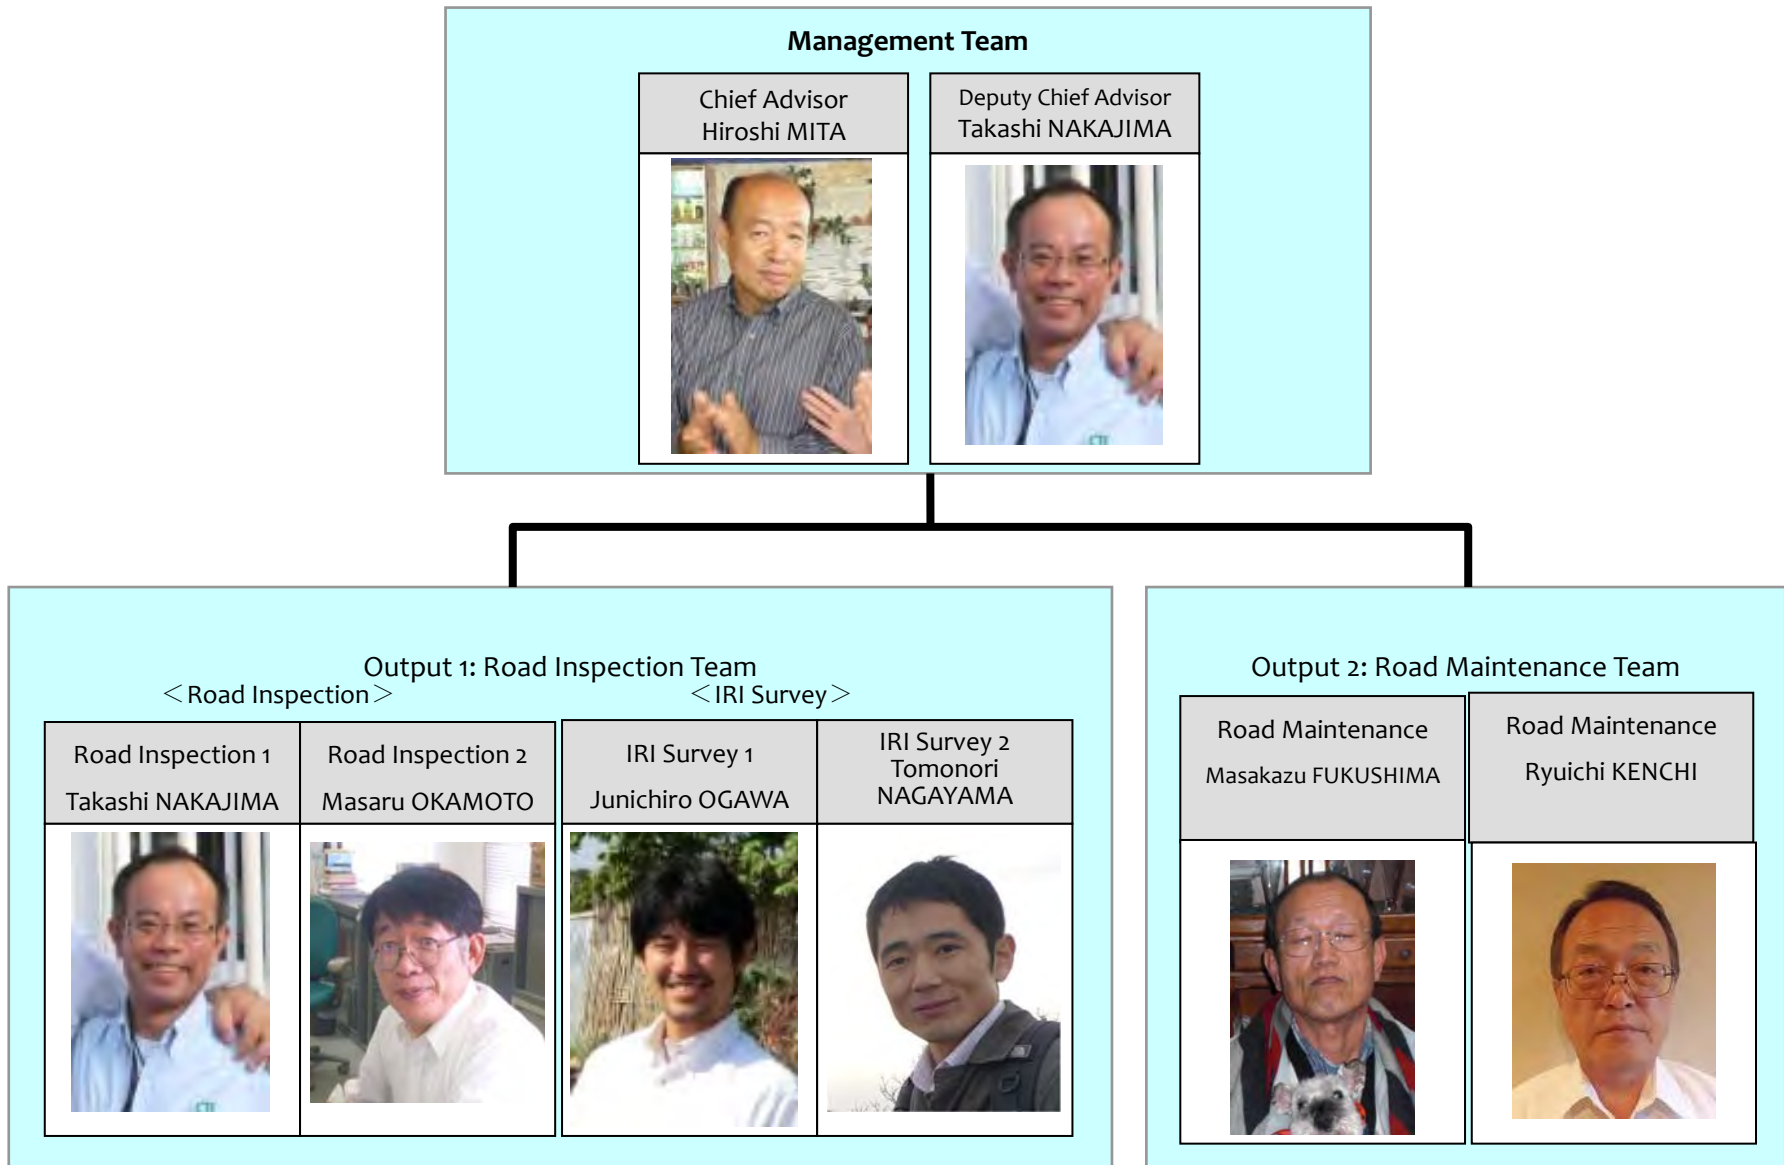 Management Team
Chief Advisor
Hiroshi MITA
Deputy Chief Advisor
Takashi NAKAJIMA
Output 1: Road Inspection Team
＜Road Inspection＞
＜IRI Survey＞
Road Inspection 1
Takashi NAKAJIMA
Road Inspection 2
Masaru OKAMOTO
IRI Survey 1
Junichiro OGAWA
IRI Survey 2
Tomonori
NAGAYAMA
Output 2: Road Maintenance Team
Road Maintenance
Masakazu FUKUSHIMA
Road Maintenance
Ryuichi KENCHI